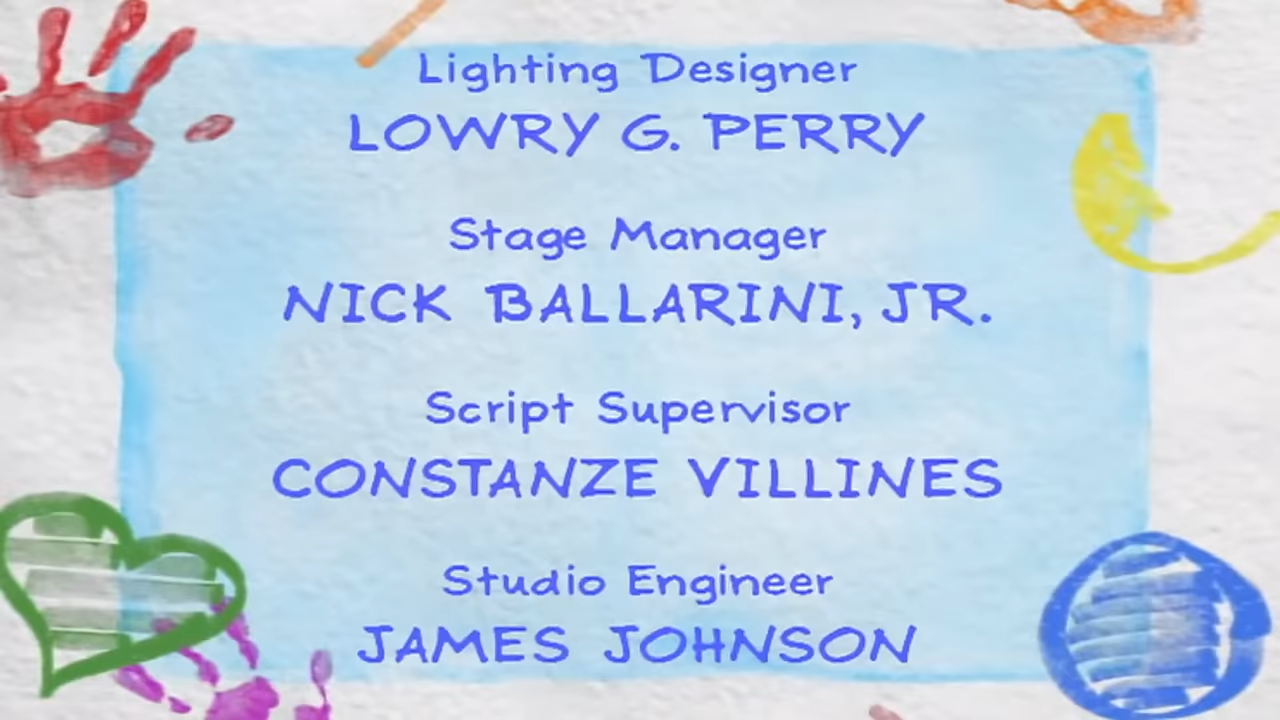 Lighting Designer
LOWRY G. PERRY
Stage Manager
NICK BALLARINI, JR.
Script Supervisor
CONSTANZE VILLINES
Studio Engineer
JAMES JOHNSON